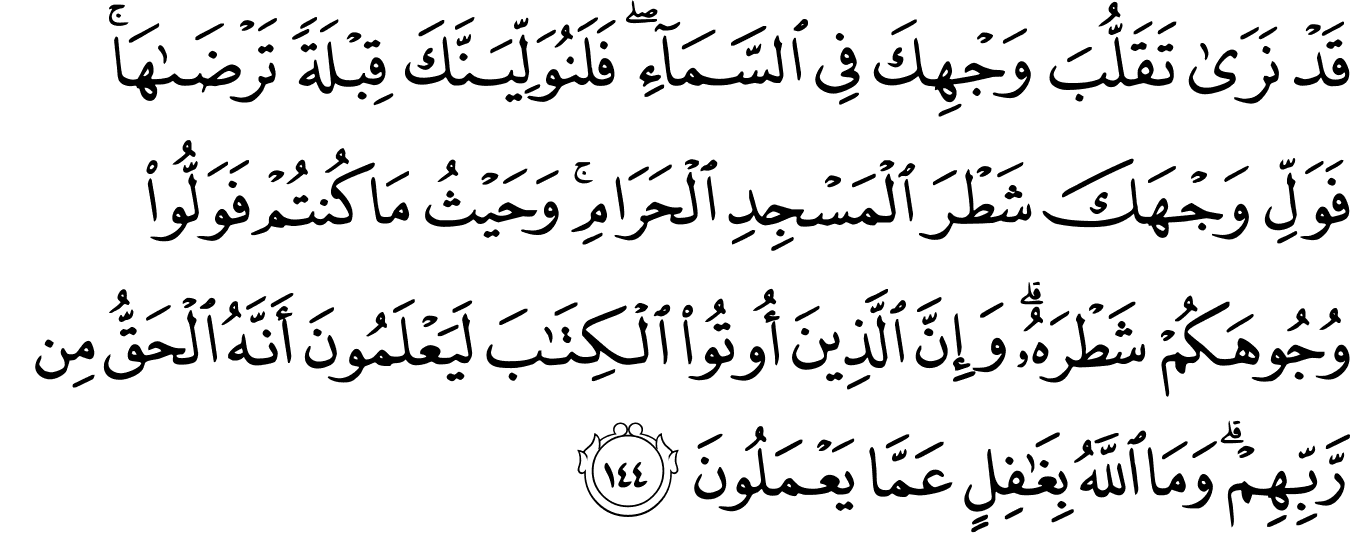 قَدْ نَرَىٰ تَقَلُّبَ وَجْهِكَ فِى ٱلسَّمَآءِ ۖ فَلَنُوَلِّيَنَّكَ قِبْلَةً تَرْضَىٰهَا ۚ
فَوَلِّ وَجْهَكَ شَطْرَ ٱلْمَسْجِدِ ٱلْحَرَامِ ۚ وَحَيْثُ مَا كُنتُمْ فَوَلُّوا۟
وُجُوهَكُمْ شَطْرَهُۥ ۗ وَإِنَّ ٱلَّذِينَ أُوتُوا۟ ٱلْكِتَـٰبَ لَيَعْلَمُونَ أَنَّهُ ٱلْحَقُّ مِن
رَّبِّهِمْ ۗ وَمَا ٱللَّهُ بِغَـٰفِلٍ عَمَّا يَعْمَلُونَ ١٤٤